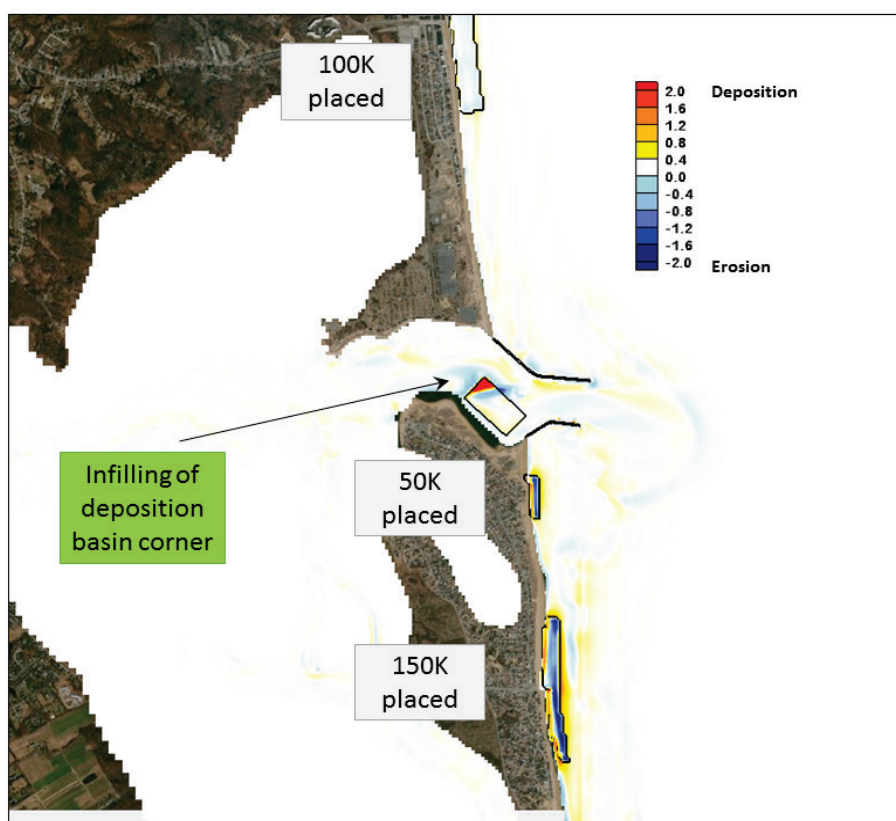 100K
placed
2.0
1.6
1.2
0.8
0.4
0.0
-0.4
-0.8
-1.2
-1.6
-2.0
Deposition
Erosion
Infilling of
deposition
basin corner
50K
placed
150K
placed